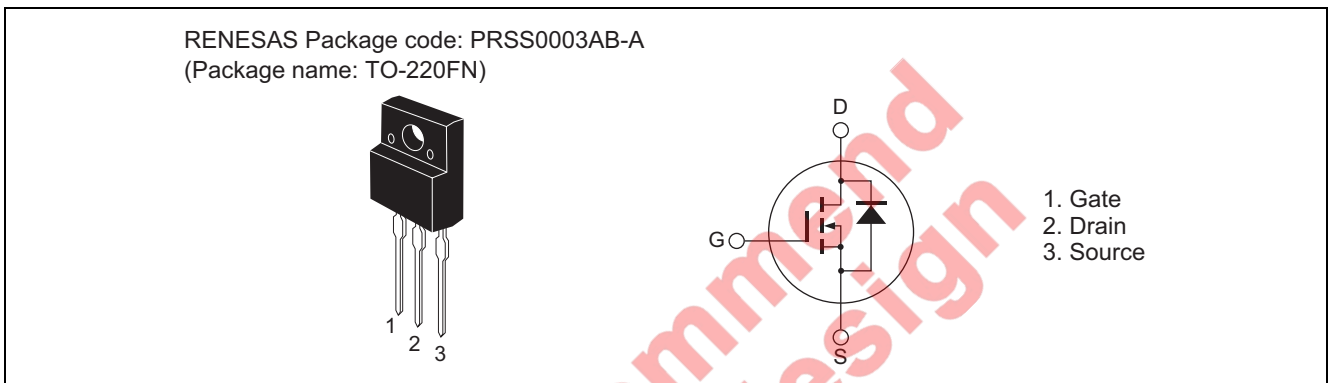 RENESAS Package code: PRSS0003AB-A
(Package name: TO-220FN)
1
2
3
D
G
S
1. Gate
2. Drain
3. Source